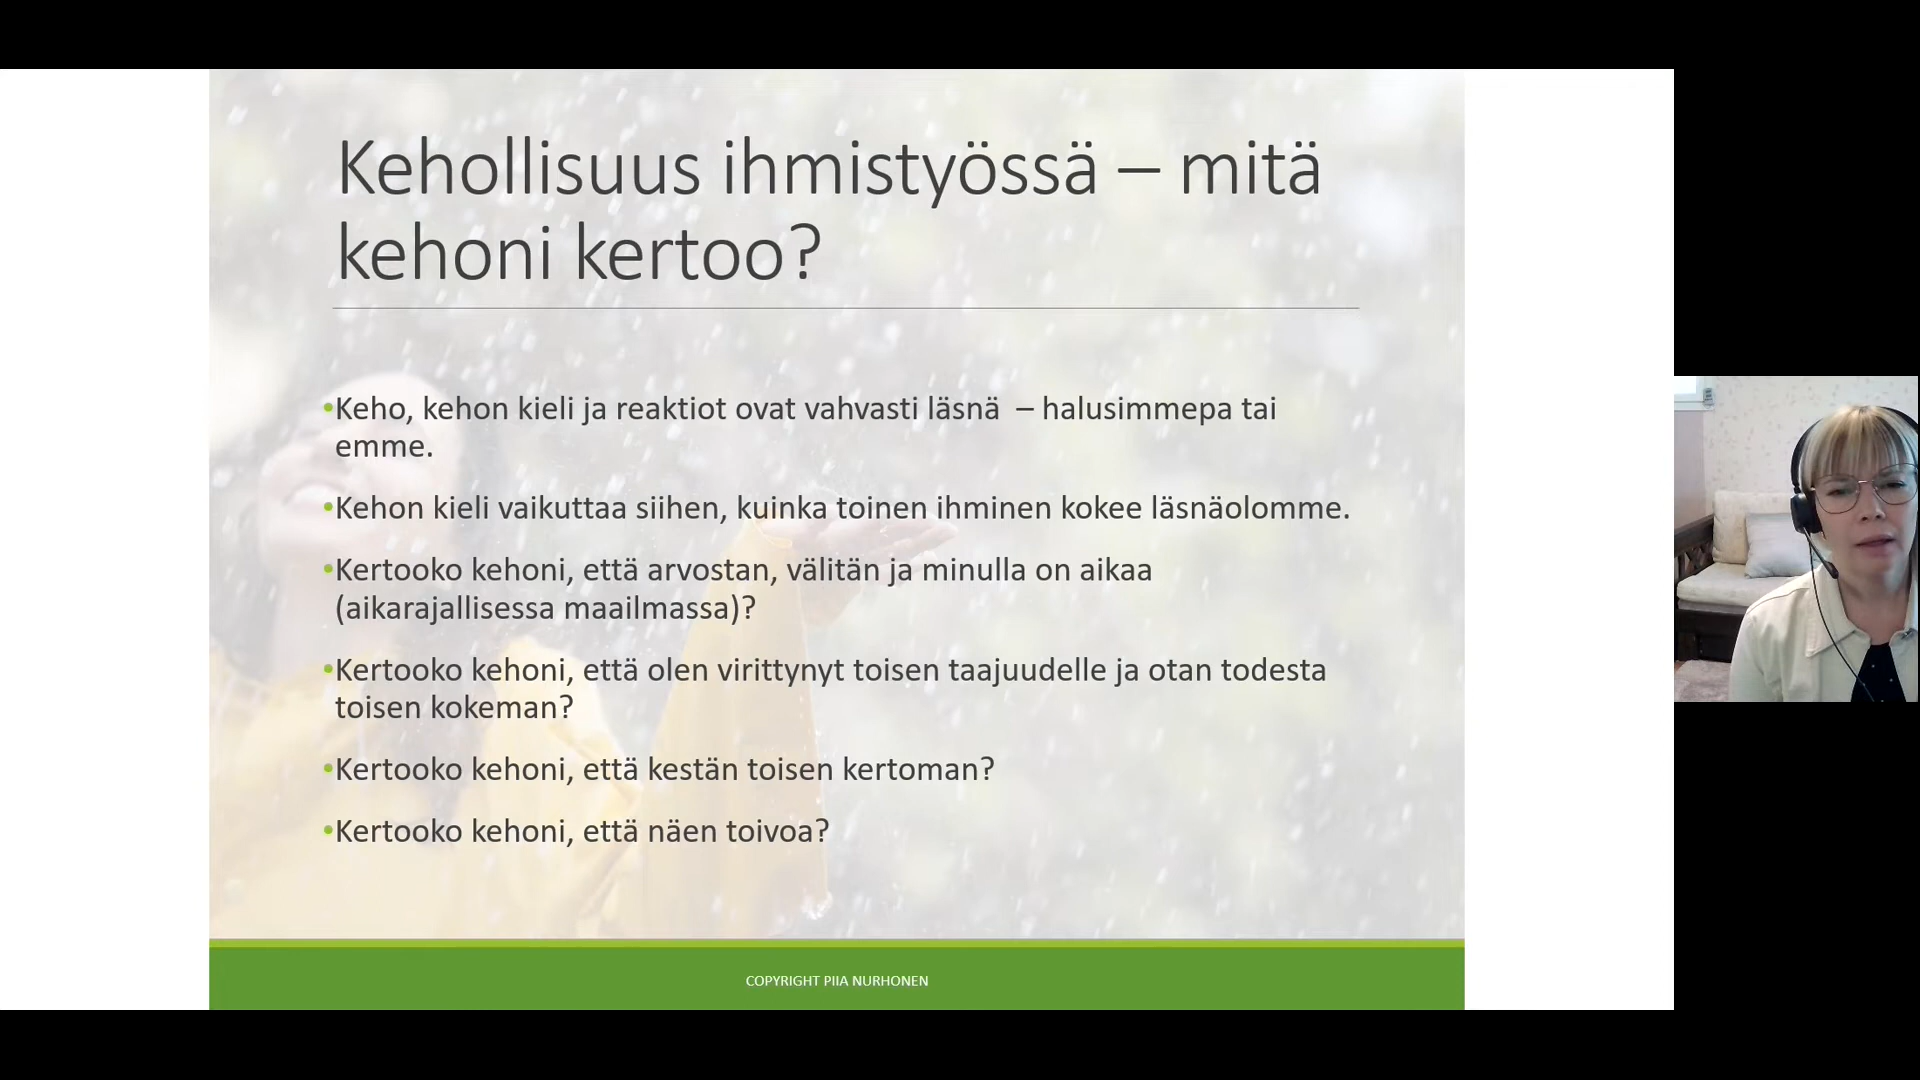 Kehollisuus ihmistyössä – mitä
kehoni kertoo?
•Keho, kehon kieli ja reaktiot ovat vahvasti läsnä – halusimmepa tai
emme.
•Kehon kieli vaikuttaa siihen, kuinka toinen ihminen kokee läsnäolomme.
•Kertooko kehoni, että arvostan, välitän ja minulla on aikaa
(aikarajallisessa maailmassa)?
•Kertooko kehoni, että olen virittynyt toisen taajuudelle ja otan todesta
toisen kokeman?
•Kertooko kehoni, että kestän toisen kertoman?
•Kertooko kehoni, että näen toivoa?
COPYRIGHT PIIA NURHONEN